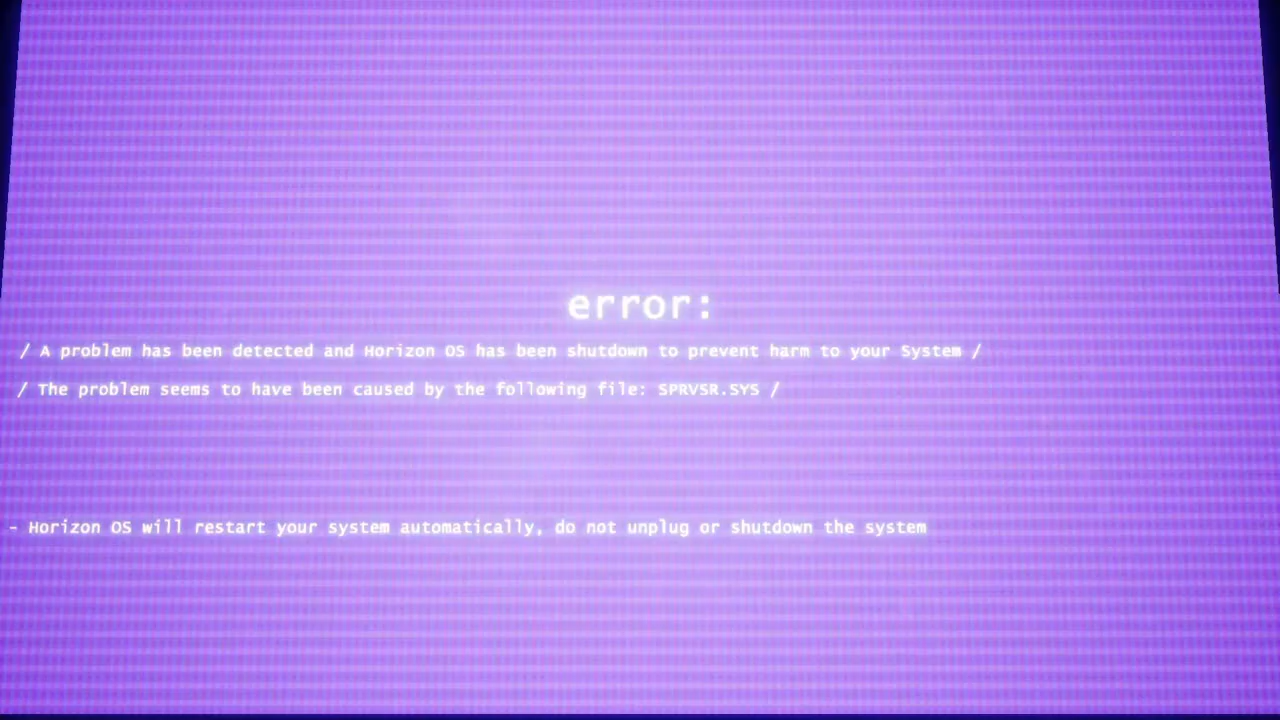 error:
/ A problem has been detected and Horizon OS has been shutdown to prevent harm to your System /
/ The problem seems to have been caused by the following file: SPRVSR.SYS /
- Horizon OS will restart your system automatically, do not unplug or shutdown the system